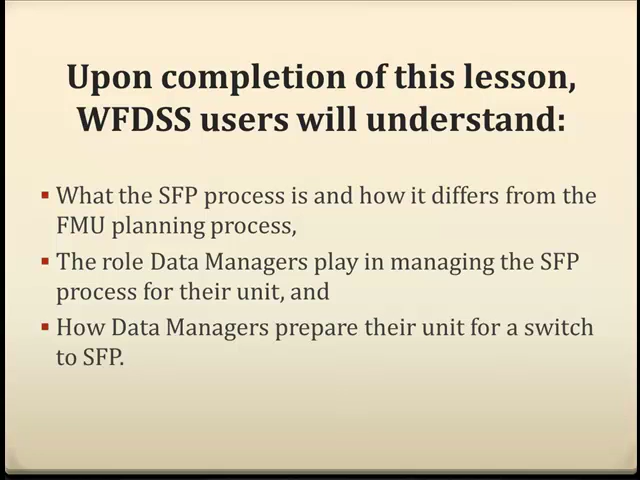 Upon completion of this lesson,
WFDSS users will understand:
What the SFP process is and how it differs from the
FMU planning process,
The role Data Managers play in managing the SFP
process for their unit, and
How Data Managers prepare their unit for a switch
to SFP.